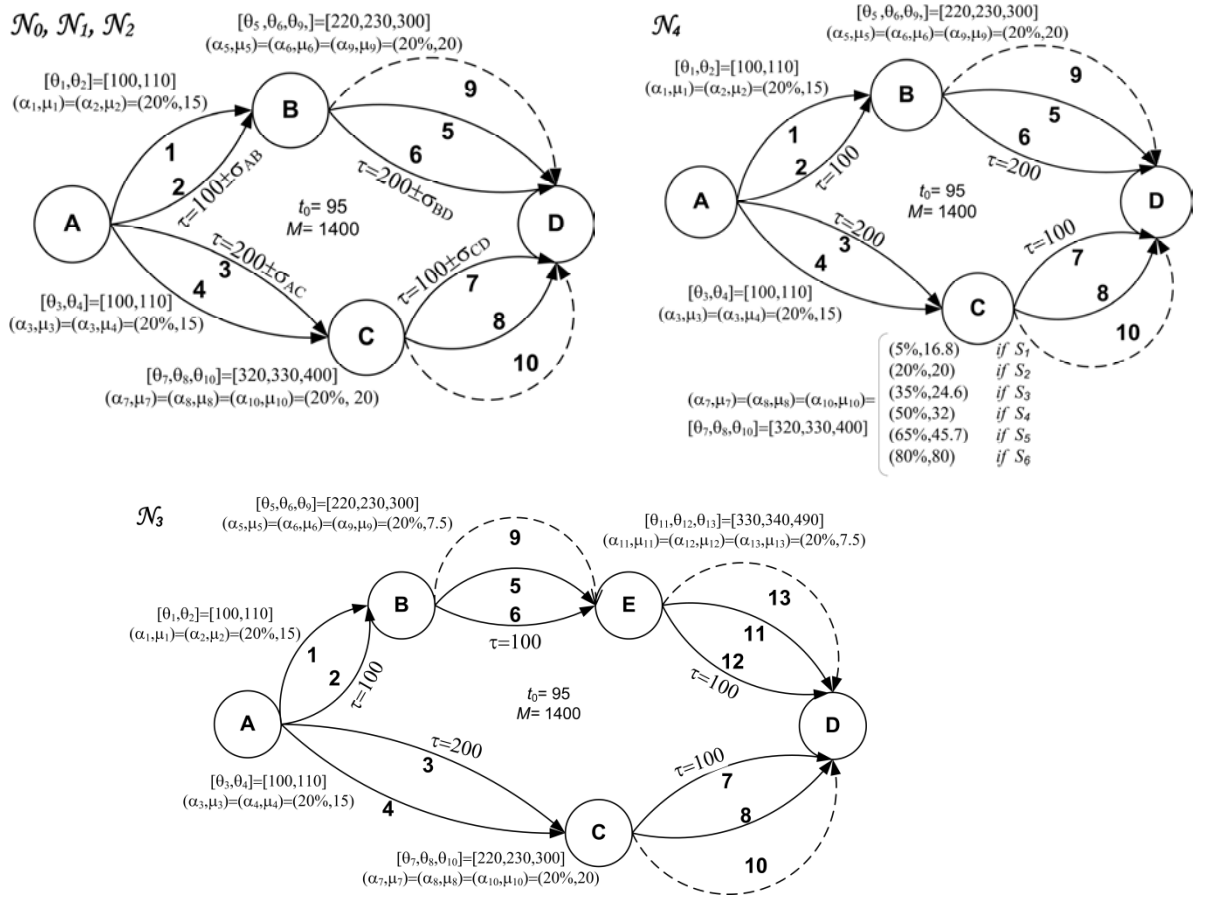 𝒩₀, 𝒩₁, 𝒩₂
[θ₅ ,θ₆,θ₉,]=[220,230,300]
(α₅,μ₅)=(α₆,μ₆)=(α₉,μ₉)=(20%,20)
[θ₁,θ₂]=[100,110]
(α₁,μ₁)=(α₂,μ₂)=(20%,15)
A
B
C
D
1
2
τ=100±σ_AB
9
5
6
τ=200±σ_BD
t₀= 95
M= 1400
τ=200±σ_AC
3
4
τ=100±σ_CD
7
8
10
[θ₃,θ₄]=[100,110]
(α₃,μ₃)=(α₃,μ₄)=(20%,15)
[θ₇,θ₈,θ₁₀]=[320,330,400]
(α₇,μ₇)=(α₈,μ₈)=(α₁₀,μ₁₀)=(20%, 20)
𝒩₄
[θ₅ ,θ₆,θ₉,]=[220,230,300]
(α₅,μ₅)=(α₆,μ₆)=(α₉,μ₉)=(20%,20)
[θ₁,θ₂]=[100,110]
(α₁,μ₁)=(α₂,μ₂)=(20%,15)
A
B
C
D
1
2
τ=100
9
5
6
τ=200
t₀= 95
M= 1400
τ=200
3
4
τ=100
7
8
10
[θ₃,θ₄]=[100,110]
(α₃,μ₃)=(α₃,μ₄)=(20%,15)
(α₇,μ₇)=(α₈,μ₈)=(α₁₀,μ₁₀)=
[θ₇,θ₈,θ₁₀]=[320,330,400]
(5%,16.8) if S₁
(20%,20) if S₂
(35%,24.6) if S₃
(50%,32) if S₄
(65%,45.7) if S₅
(80%,80) if S₆
𝒩₃
[θ₅,θ₆,θ₉]=[220,230,300]
(α₅,μ₅)=(α₆,μ₆)=(α₉,μ₉)=(20%,7.5)
[θ₁₁,θ₁₂,θ₁₃]=[330,340,490]
(α₁₁,μ₁₁)=(α₁₂,μ₁₂)=(α₁₃,μ₁₃)=(20%,7.5)
[θ₁,θ₂]=[100,110]
(α₁,μ₁)=(α₂,μ₂)=(20%,15)
A
B
E
D
C
1
2
τ=100
9
5
6
τ=100
13
11
12
τ=100
t₀= 95
M= 1400
τ=200
3
4
τ=100
7
8
10
[θ₃,θ₄]=[100,110]
(α₃,μ₃)=(α₄,μ₄)=(20%,15)
[θ₇,θ₈,θ₁₀]=[220,230,300]
(α₇,μ₇)=(α₈,μ₈)=(α₁₀,μ₁₀)=(20%,20)